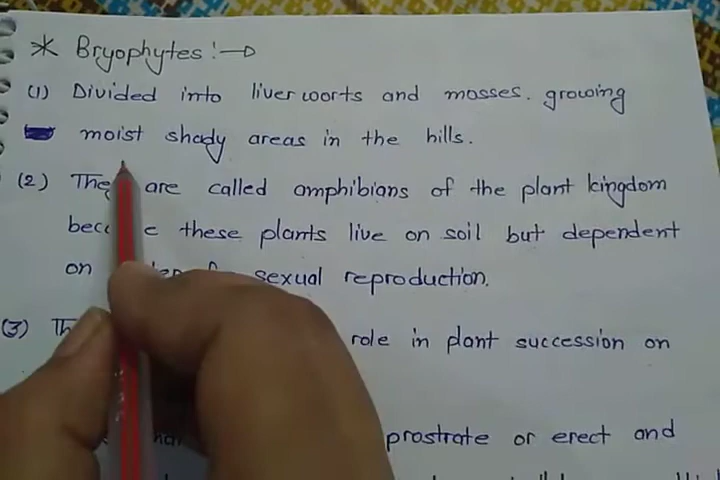 * Bryophytes :→
(1) Divided into liverworts and mosses. growing
moist shady areas in the hills.
(2) are called amphibians of the plant kingdom
these plants live on soil but dependent
on sexual reproduction.
(3) role in plant succession on
prostrate or erect and